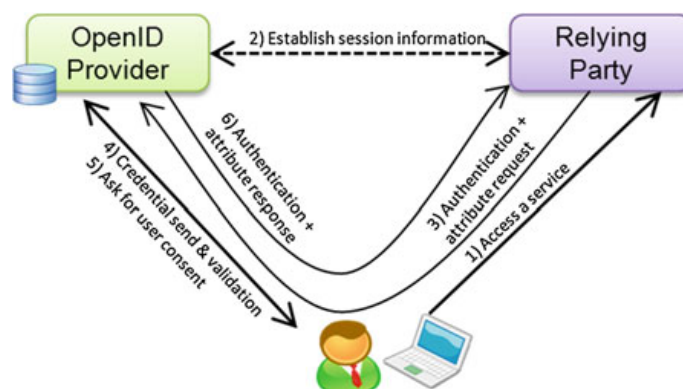 OpenID
Provider
2) Establish session information
Relying
Party
6) Authentication +
attribute response
3) Authentication +
attribute request
1) Access a service
4) Credential send & validation
5) Ask for user consent